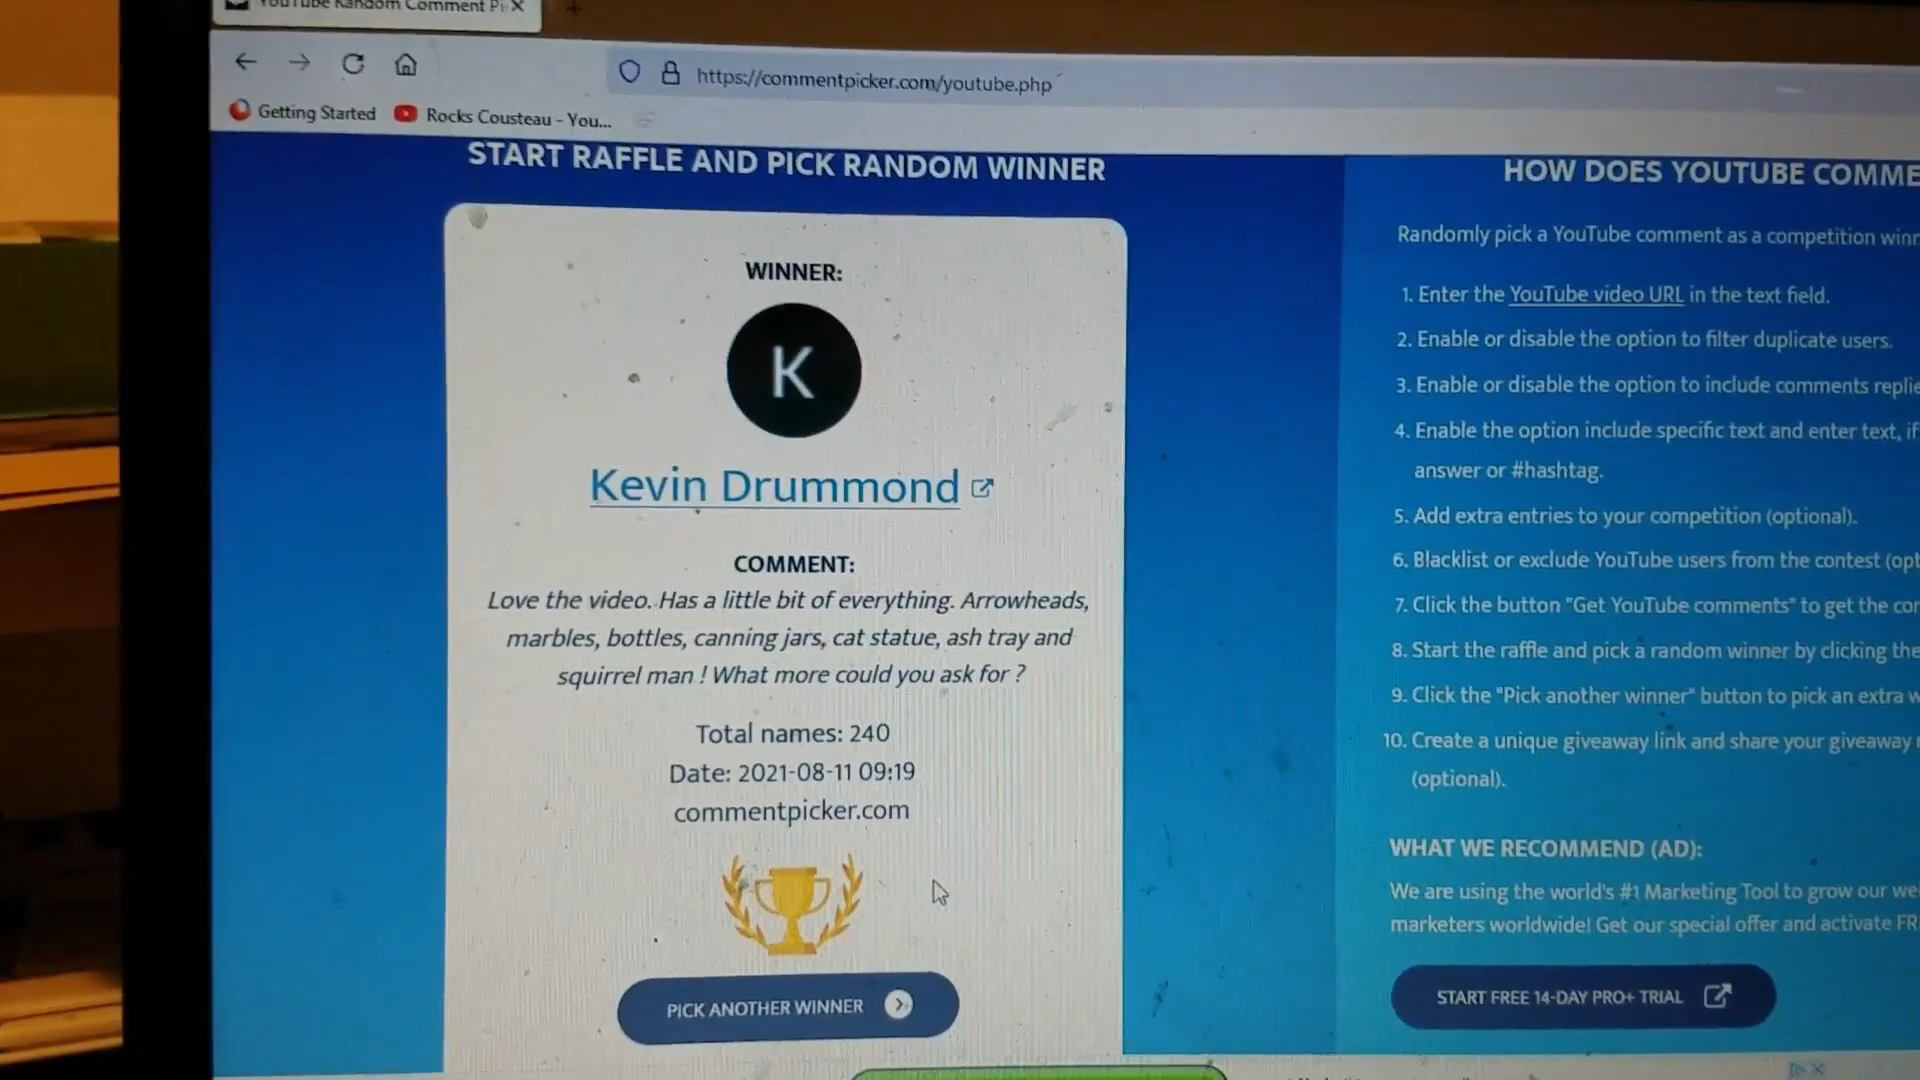 YouTube Random Comment Pi
https://commentpicker.com/youtube.php
Getting Started
Rocks Cousteau - You...
START RAFFLE AND PICK RANDOM WINNER
WINNER:
K
Kevin Drummond
COMMENT:
Love the video. Has a little bit of everything. Arrowheads,
marbles, bottles, canning jars, cat statue, ash tray and
squirrel man ! What more could you ask for ?
Total names: 240
Date: 2021-08-11 09:19
commentpicker.com
PICK ANOTHER WINNER
HOW DOES YOUTUBE COMME
Randomly pick a YouTube comment as a competition winn
1. Enter the YouTube video URL in the text field.
2. Enable or disable the option to filter duplicate users.
3. Enable or disable the option to include comments replie
4. Enable the option include specific text and enter text, if
answer or #hashtag.
5. Add extra entries to your competition (optional).
6. Blacklist or exclude YouTube users from the contest (opt
7. Click the button "Get YouTube comments" to get the co
8. Start the raffle and pick a random winner by clicking the
9. Click the "Pick another winner" button to pick an extra w
10. Create a unique giveaway link and share your giveaway
(optional).
WHAT WE RECOMMEND (AD):
We are using the world's #1 Marketing Tool to grow our we
marketers worldwide! Get our special offer and activate FR
START FREE 14-DAY PRO+ TRIAL